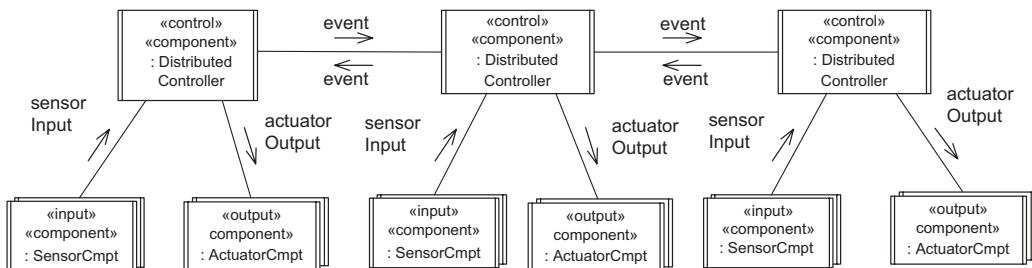 «control»
«component»
: Distributed
Controller
event
event
«control»
«component»
: Distributed
Controller
event
event
«control»
«component»
: Distributed
Controller
sensor
Input
actuator
Output
sensor
Input
actuator
Output
sensor
Input
actuator
Output
«input»
«component»
: SensorCmpt
«output»
component»
: ActuatorCmpt
«input»
«component»
: SensorCmpt
«output»
component»
: ActuatorCmpt
«input»
«component»
: SensorCmpt
«output»
component»
: ActuatorCmpt